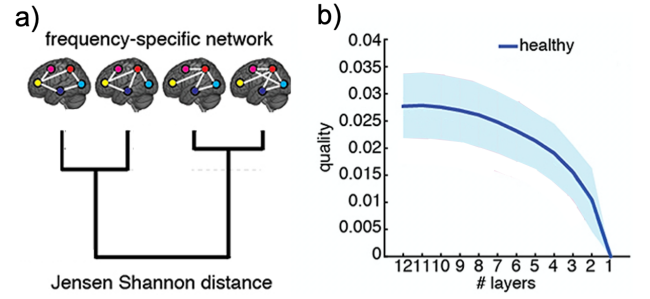 a)
frequency-specific network
Jensen Shannon distance
b)
healthy
quality
0.04
0.035
0.03
0.025
0.02
0.015
0.01
0.005
0
12 11 10 9 8 7 6 5 4 3 2 1
# layers